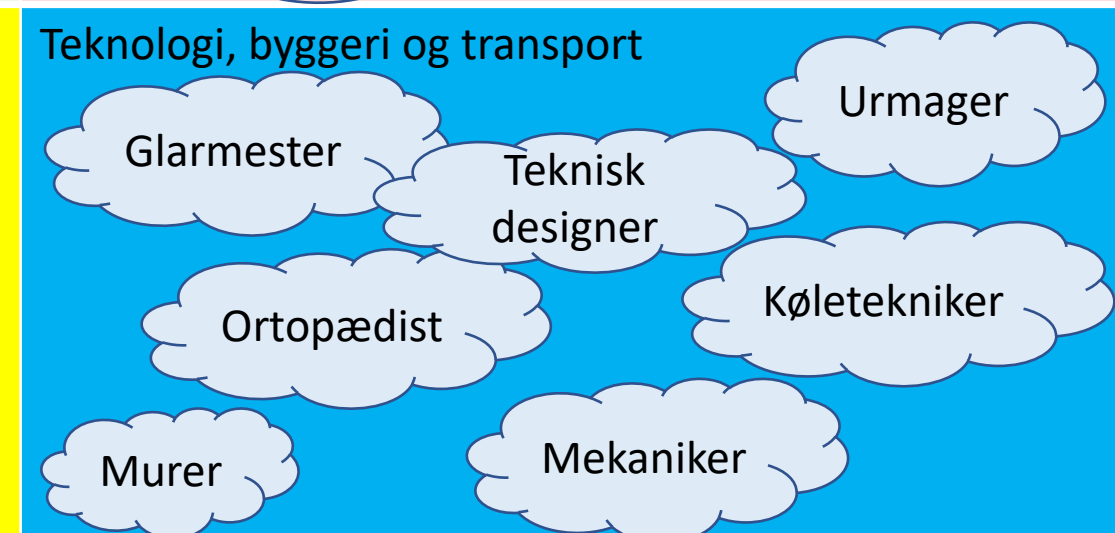 Teknologi, byggeri og transport
Urmager
Glarmester
Teknisk
designer
Køletekniker
Ortopædist
Mekaniker
Murer